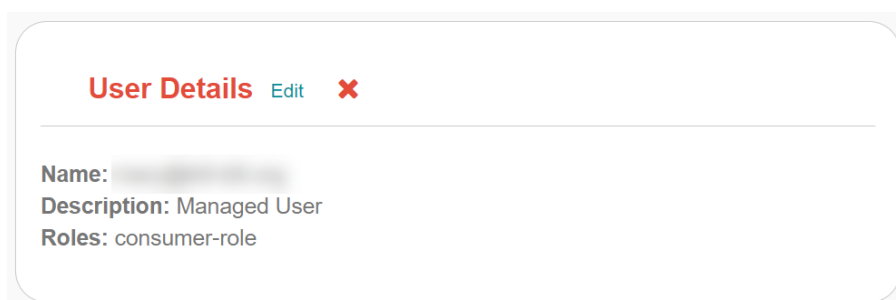 User Details Edit ✖
Name:
Description: Managed User
Roles: consumer-role